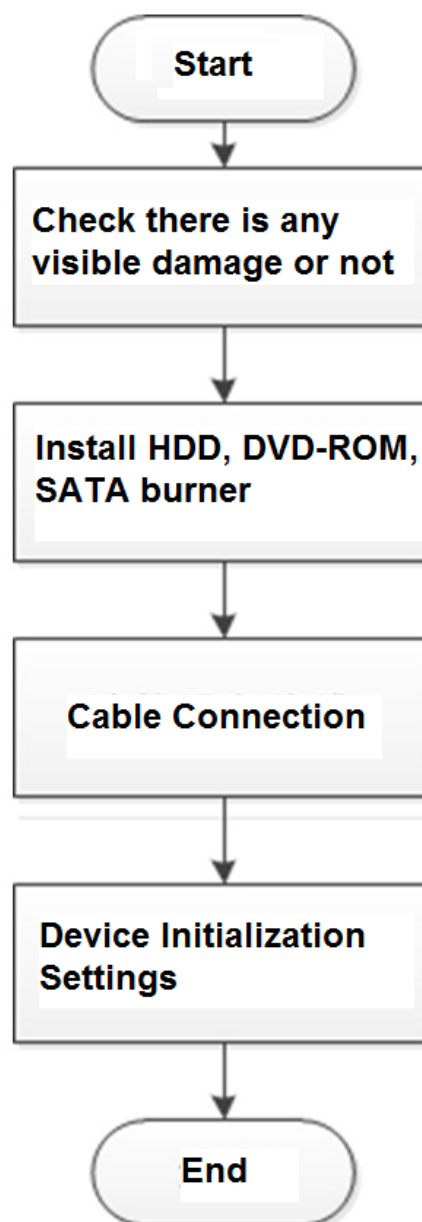 Start
Check there is any
visible damage or not
Install HDD, DVD-ROM,
SATA burner
Cable Connection
Device Initialization
Settings
End